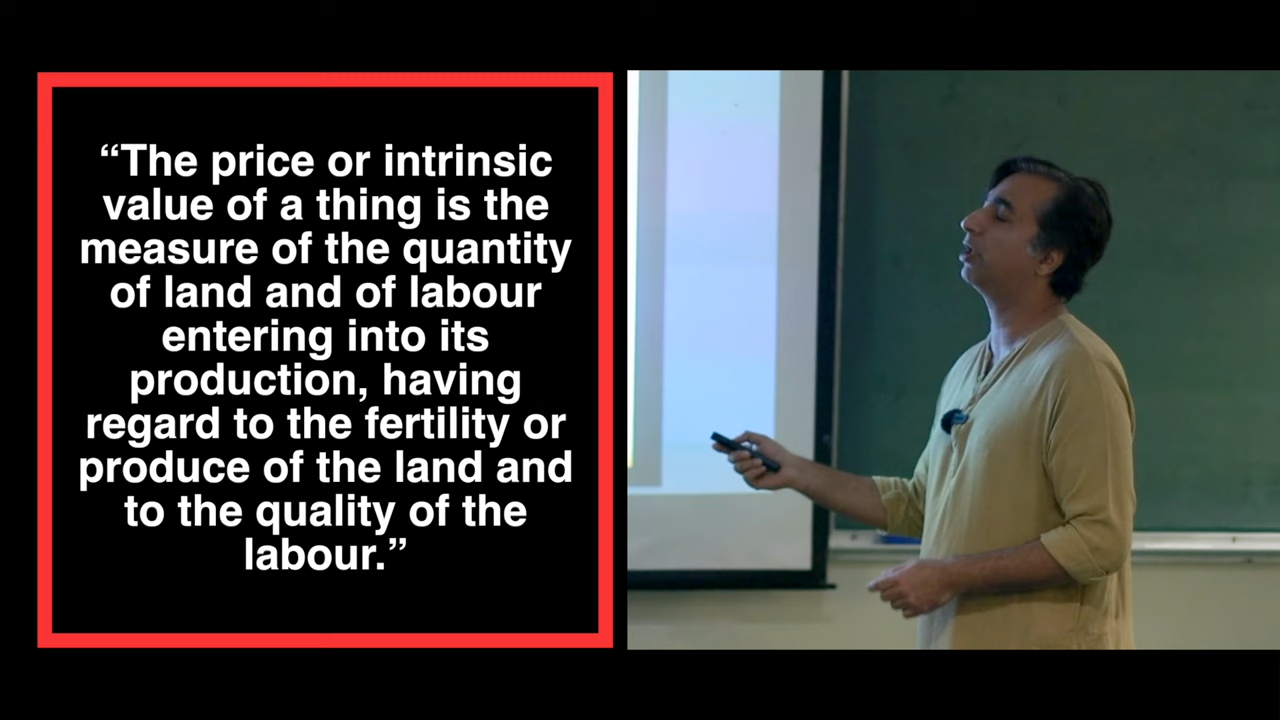 “The price or intrinsic
value of a thing is the
measure of the quantity
of land and of labour
entering into its
production, having
regard to the fertility or
produce of the land and
to the quality of the
labour.”